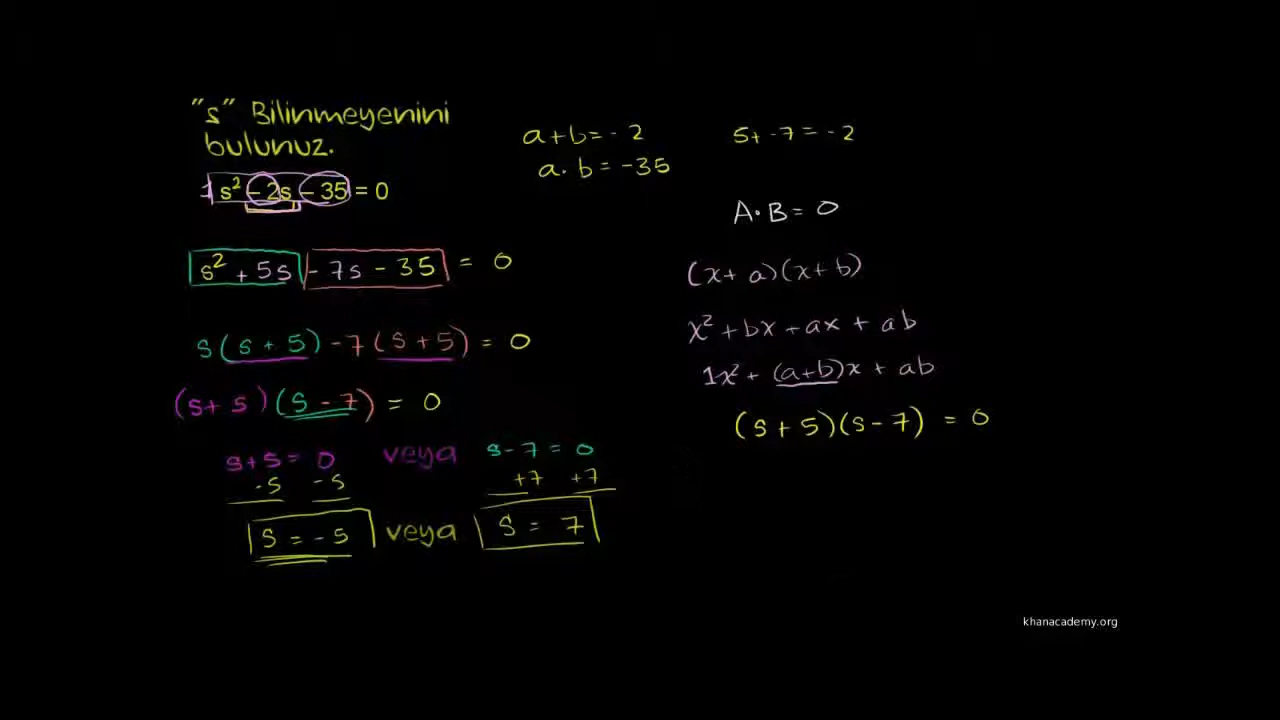 "s" Bilinmeyenini
bulunuz.
1s² - 2s - 35 = 0
s² + 5s - 7s - 35 = 0
s(s + 5) - 7(s + 5) = 0
(s + 5)(s - 7) = 0
s + 5 = 0 veya s - 7 = 0
-5 -5 +7 +7
s = -5 veya s = 7
a + b = -2
a · b = -35
5 + -7 = -2
A · B = 0
(x + a)(x + b)
x² + bx + ax + ab
1x² + (a+b)x + ab
(s + 5)(s - 7) = 0
khanacademy.org